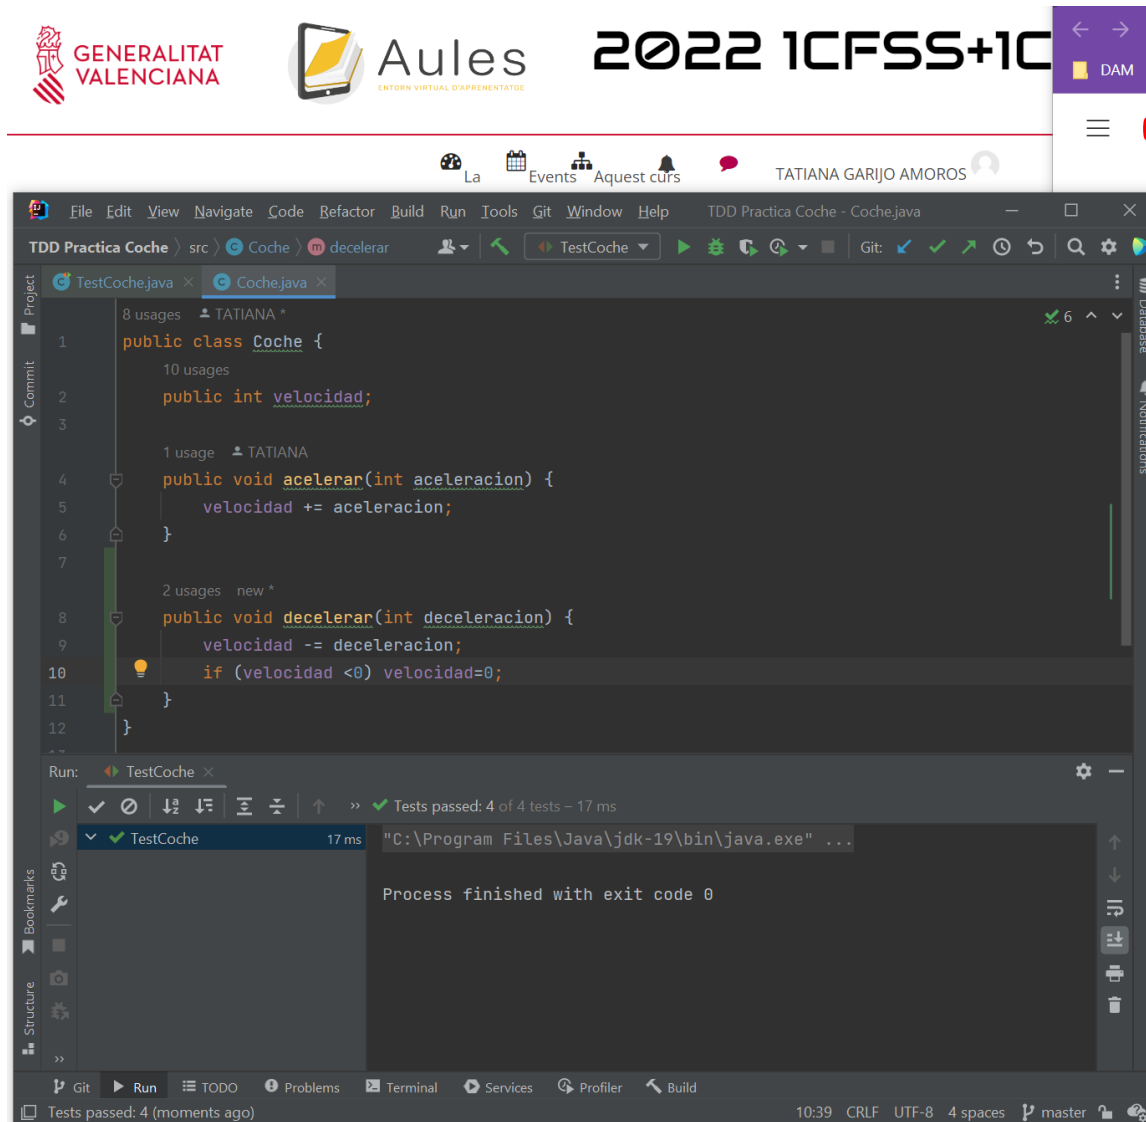 GENERALITAT
VALENCIANA
Aules
ENTORN VIRTUAL D'APRENENTATGE
2022 1CFSS+1C
DAM
La Events Aquest curs TATIANA GARIJO AMOROS
File Edit View Navigate Code Refactor Build Run Tools Git Window Help TDD Practica Coche - Coche.java
TDD Practica Coche src Coche decelerar TestCoche Git:
TestCoche.java Coche.java
Project
Commit
Database
Notifications
8 usages TATIANA *
6
1 public class Coche {
10 usages
2 public int velocidad;
3
1 usage TATIANA
4 public void acelerar(int aceleracion) {
5 velocidad += aceleracion;
6 }
7
2 usages new *
8 public void decelerar(int deceleracion) {
9 velocidad -= deceleracion;
10 if (velocidad <0) velocidad=0;
11 }
12 }
Run: TestCoche
Tests passed: 4 of 4 tests – 17 ms
TestCoche 17 ms
"C:\Program Files\Java\jdk-19\bin\java.exe" ...
Process finished with exit code 0
Bookmarks
Structure
Git Run TODO Problems Terminal Services Profiler Build
Tests passed: 4 (moments ago) 10:39 CRLF UTF-8 4 spaces master